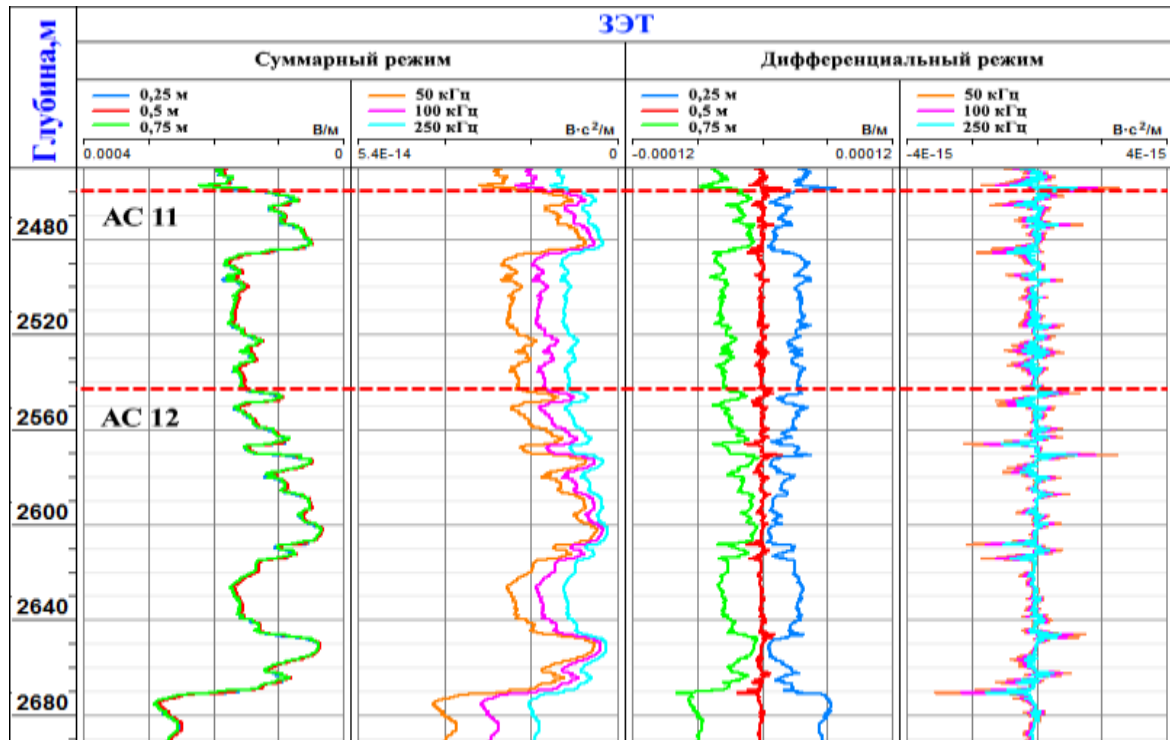 Глубина,м
ЗЭТ
Суммарный режим
Дифференциальный режим
0,25 м
0,5 м
0,75 м
В/м
0.0004
0
50 кГц
100 кГц
250 кГц
В·с²/м
5.4E-14
0
0,25 м
0,5 м
0,75 м
В/м
-0.00012
0.00012
50 кГц
100 кГц
250 кГц
В·с²/м
-4E-15
4E-15
АС 11
2480
2520
АС 12
2560
2600
2640
2680